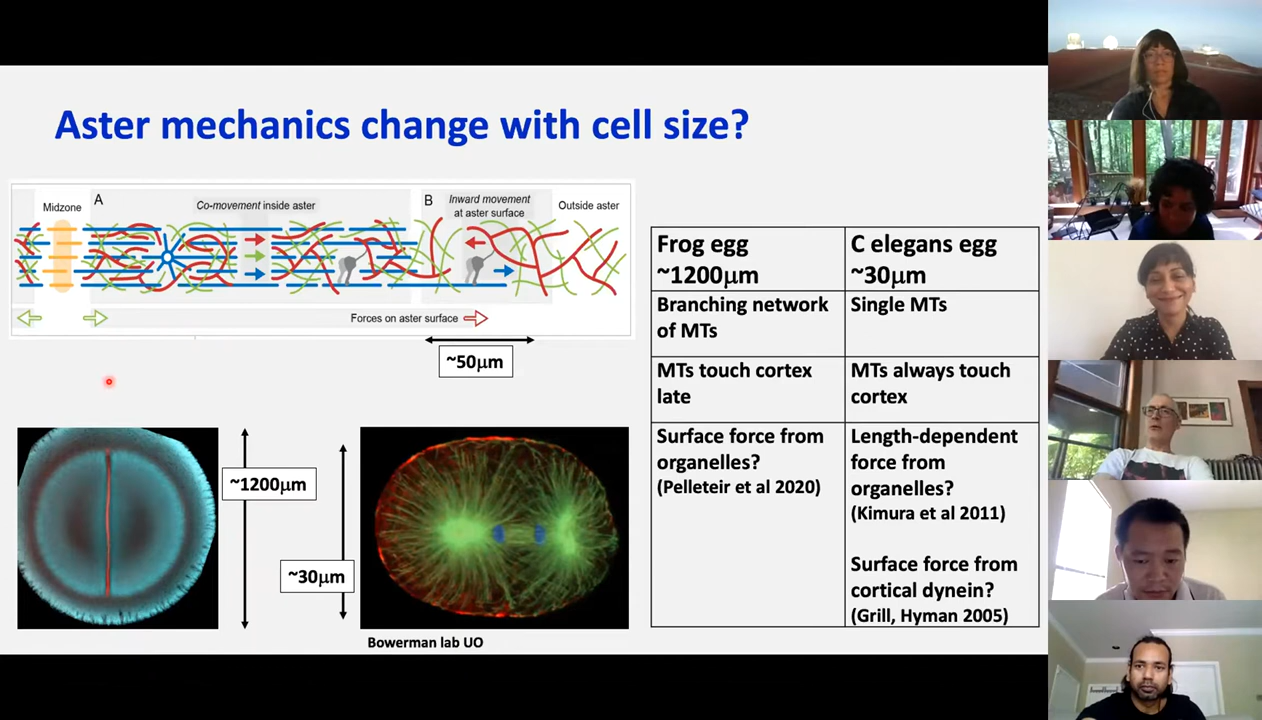 Aster mechanics change with cell size?
Midzone
A
Co-movement inside aster
B
Inward movement
at aster surface
Outside aster
Forces on aster surface
~50μm
~1200μm
~30μm
Bowerman lab UO
Frog egg
~1200μm
C elegans egg
~30μm
Branching network
of MTs
Single MTs
MTs touch cortex
late
MTs always touch
cortex
Surface force from
organelles?
(Pelleteir et al 2020)
Length-dependent
force from
organelles?
(Kimura et al 2011)
Surface force from
cortical dynein?
(Grill, Hyman 2005)